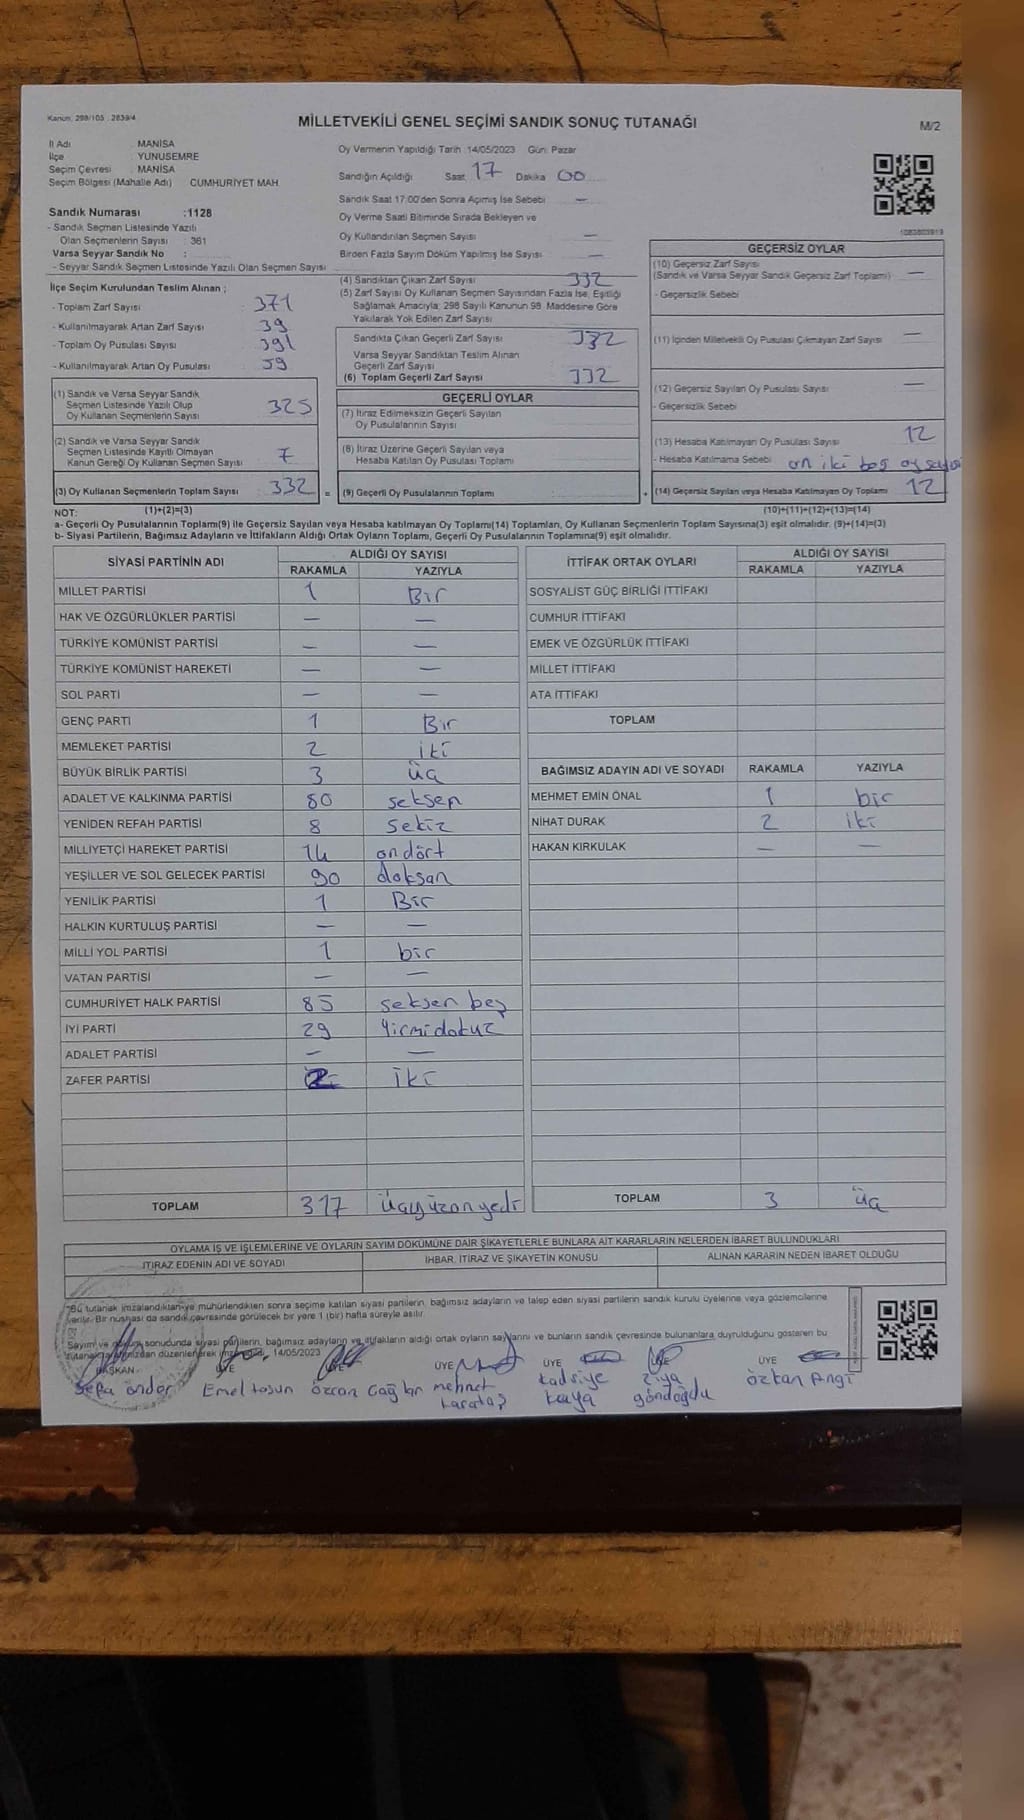 Kanun: 298/105 : 2839/4
MİLLETVEKİLİ GENEL SEÇİMİ SANDIK SONUÇ TUTANAĞI
M/2
İl Adı : MANİSA
İlçe YUNUSEMRE
Seçim Çevresi : MANİSA
Seçim Bölgesi (Mahalle Adı) CUMHURİYET MAH.
Sandık Numarası :1128
- Sandık Seçmen Listesinde Yazılı
Olan Seçmenlerin Sayısı : 361
Varsa Seyyar Sandık No :
- Seyyar Sandık Seçmen Listesinde Yazılı Olan Seçmen Sayısı
İlçe Seçim Kurulundan Teslim Alınan ;
- Toplam Zarf Sayısı : 371
- Kullanılmayarak Artan Zarf Sayısı : 39
- Toplam Oy Pusulası Sayısı : 391
- Kullanılmayarak Artan Oy Pusulası : 59
Oy Vermenin Yapıldığı Tarih :14/05/2023 Gün: Pazar
Sandığın Açıldığı Saat 17 Dakika 00
Sandık Saat 17:00'den Sonra Açılmış İse Sebebi —
Oy Verme Saati Bitiminde Sırada Bekleyen ve
Oy Kullandırılan Seçmen Sayısı —
Birden Fazla Sayım Döküm Yapılmış İse Sayısı —
(4) Sandıktan Çıkan Zarf Sayısı 332
(5) Zarf Sayısı Oy Kullanan Seçmen Sayısından Fazla İse, Eşitliği
Sağlamak Amacıyla; 298 Sayılı Kanunun 98. Maddesine Göre
Yakılarak Yok Edilen Zarf Sayısı
Sandıkta Çıkan Geçerli Zarf Sayısı 332
Varsa Seyyar Sandıktan Teslim Alınan
Geçerli Zarf Sayısı
(6) Toplam Geçerli Zarf Sayısı 332
1083803919
GEÇERSİZ OYLAR
(10) Geçersiz Zarf Sayısı
(Sandık ve Varsa Seyyar Sandık Geçersiz Zarf Toplamı) —
- Geçersizlik Sebebi
(11) İçinden Milletvekili Oy Pusulası Çıkmayan Zarf Sayısı —
(12) Geçersiz Sayılan Oy Pusulası Sayısı —
- Geçersizlik Sebebi
(13) Hesaba Katılmayan Oy Pusulası Sayısı 12
- Hesaba Katılmama Sebebi on iki boş oy sayısı
(14) Geçersiz Sayılan veya Hesaba Katılmayan Oy Toplamı 12
(1) Sandık ve Varsa Seyyar Sandık
Seçmen Listesinde Yazılı Olup
Oy Kullanan Seçmenlerin Sayısı 325
(2) Sandık ve Varsa Seyyar Sandık
Seçmen Listesinde Kayıtlı Olmayan
Kanun Gereği Oy Kullanan Seçmen Sayısı 7
(3) Oy Kullanan Seçmenlerin Toplam Sayısı 332
=
GEÇERLİ OYLAR
(7) İtiraz Edilmeksizin Geçerli Sayılan
Oy Pusulalarının Sayısı
(8) İtiraz Üzerine Geçerli Sayılan veya
Hesaba Katılan Oy Pusulası Toplamı
(9) Geçerli Oy Pusulalarının Toplamı
+
NOT: (1)+(2)=(3) (10)+(11)+(12)+(13)=(14)
a- Geçerli Oy Pusulalarının Toplamı(9) ile Geçersiz Sayılan veya Hesaba katılmayan Oy Toplamı(14) Toplamları, Oy Kullanan Seçmenlerin Toplam Sayısına(3) eşit olmalıdır. (9)+(14)=(3)
b- Siyasi Partilerin, Bağımsız Adayların ve İttifakların Aldığı Ortak Oyların Toplamı, Geçerli Oy Pusulalarının Toplamına(9) eşit olmalıdır.
SİYASİ PARTİNİN ADI ALDIĞI OY SAYISI
RAKAMLA YAZIYLA
MİLLET PARTİSİ 1 Bir
HAK VE ÖZGÜRLÜKLER PARTİSİ — —
TÜRKİYE KOMÜNİST PARTİSİ — —
TÜRKİYE KOMÜNİST HAREKETİ — —
SOL PARTİ — —
GENÇ PARTİ 1 Bir
MEMLEKET PARTİSİ 2 iki
BÜYÜK BİRLİK PARTİSİ 3 üç
ADALET VE KALKINMA PARTİSİ 80 seksen
YENİDEN REFAH PARTİSİ 8 Sekiz
MİLLİYETÇİ HAREKET PARTİSİ 14 ondört
YEŞİLLER VE SOL GELECEK PARTİSİ 90 doksan
YENİLİK PARTİSİ 1 Bir
HALKIN KURTULUŞ PARTİSİ — —
MİLLİ YOL PARTİSİ 1 bir
VATAN PARTİSİ — —
CUMHURİYET HALK PARTİSİ 85 seksen beş
İYİ PARTİ 29 Yirmidokuz
ADALET PARTİSİ — —
ZAFER PARTİSİ 2 iki
TOPLAM 317 üçyüzonyedi
İTTİFAK ORTAK OYLARI ALDIĞI OY SAYISI
RAKAMLA YAZIYLA
SOSYALİST GÜÇ BİRLİĞİ İTTİFAKI
CUMHUR İTTİFAKI
EMEK VE ÖZGÜRLÜK İTTİFAKI
MİLLET İTTİFAKI
ATA İTTİFAKI
TOPLAM
BAĞIMSIZ ADAYIN ADI VE SOYADI RAKAMLA YAZIYLA
MEHMET EMİN ÖNAL 1 bir
NİHAT DURAK 2 iki
HAKAN KIRKULAK — —
TOPLAM 3 üç
OYLAMA İŞ VE İŞLEMLERİNE VE OYLARIN SAYIM DÖKÜMÜNE DAİR ŞİKAYETLERLE BUNLARA AİT KARARLARIN NELERDEN İBARET BULUNDUKLARI
İTİRAZ EDENİN ADI VE SOYADI İHBAR, İTİRAZ VE ŞİKAYETİN KONUSU ALINAN KARARIN NEDEN İBARET OLDUĞU
"Bu tutanak imzalandıktan ve mühürlendikten sonra seçime katılan siyasi partilerin, bağımsız adayların ve talep eden siyasi partilerin sandık kurulu üyelerine veya gözlemcilerine
verilir. Bir nüshası da sandık çevresinde görülecek bir yere 1 (bir) hafta süreyle asılır.
Sayım ve döküm sonucunda siyasi partilerin, bağımsız adayların ve ittifakların aldığı ortak oyların sayılarını ve bunların sandık çevresinde bulunanlara duyrulduğunu gösteren bu
tutanak tarafımızdan düzenlenerek imzalandı. 14/05/2023
BAŞKAN ÜYE ÜYE ÜYE ÜYE ÜYE
Sefa önder Emel tosun özcan Çağlar mehmet karataş Kadriye kaya ziya gündoğdu özkan Angı